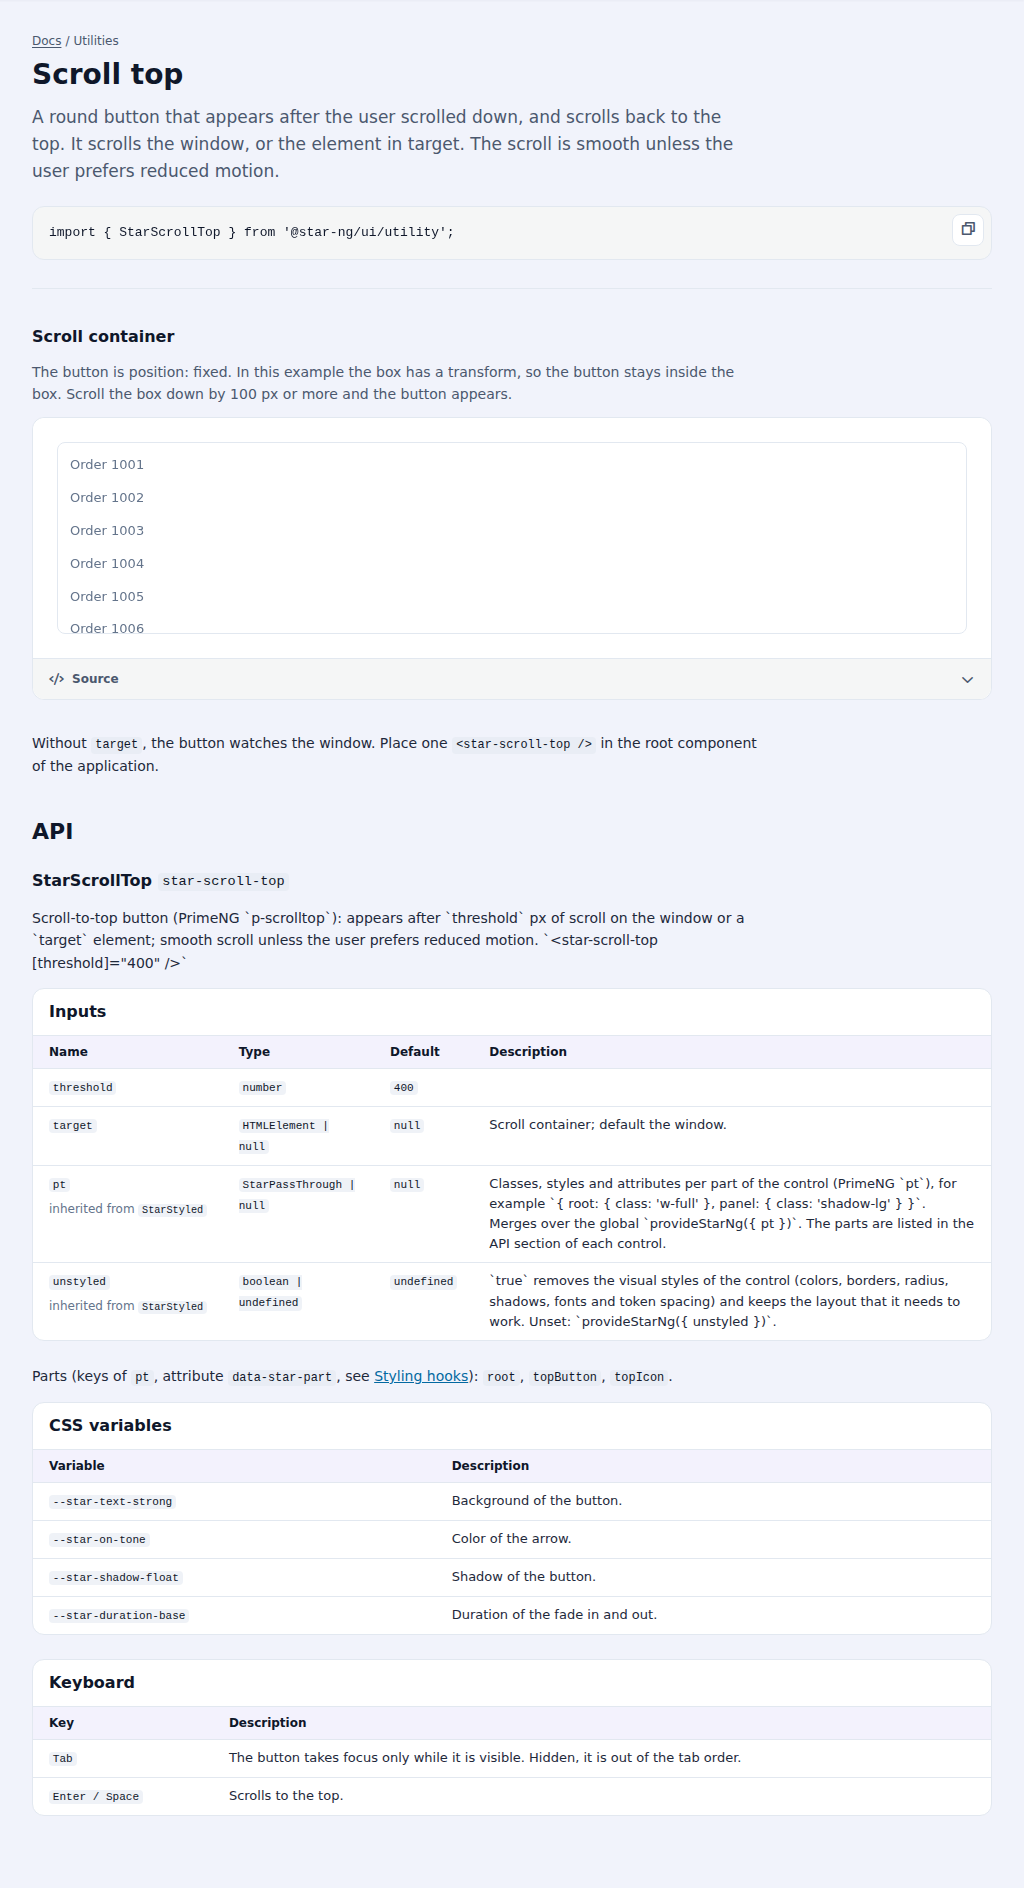 Docs / Utilities
Scroll top
A round button that appears after the user scrolled down, and scrolls back to the
top. It scrolls the window, or the element in target. The scroll is smooth unless the
user prefers reduced motion.
import { StarScrollTop } from '@star-ng/ui/utility';
Scroll container
The button is position: fixed. In this example the box has a transform, so the button stays inside the
box. Scroll the box down by 100 px or more and the button appears.
Order 1001
Order 1002
Order 1003
Order 1004
Order 1005
Order 1006
Source
Without target, the button watches the window. Place one <star-scroll-top /> in the root component
of the application.
API
StarScrollTop star-scroll-top
Scroll-to-top button (PrimeNG `p-scrolltop`): appears after `threshold` px of scroll on the window or a
`target` element; smooth scroll unless the user prefers reduced motion. `<star-scroll-top
[threshold]="400" />`
Inputs
Name Type Default Description
threshold number 400
target HTMLElement | null null Scroll container; default the window.
pt inherited from StarStyled StarPassThrough | null null Classes, styles and attributes per part of the control (PrimeNG `pt`), for
example `{ root: { class: 'w-full' }, panel: { class: 'shadow-lg' } }`.
Merges over the global `provideStarNg({ pt })`. The parts are listed in the
API section of each control.
unstyled inherited from StarStyled boolean | undefined undefined `true` removes the visual styles of the control (colors, borders, radius,
shadows, fonts and token spacing) and keeps the layout that it needs to
work. Unset: `provideStarNg({ unstyled })`.
Parts (keys of pt, attribute data-star-part, see Styling hooks): root, topButton, topIcon.
CSS variables
Variable Description
--star-text-strong Background of the button.
--star-on-tone Color of the arrow.
--star-shadow-float Shadow of the button.
--star-duration-base Duration of the fade in and out.
Keyboard
Key Description
Tab The button takes focus only while it is visible. Hidden, it is out of the tab order.
Enter / Space Scrolls to the top.